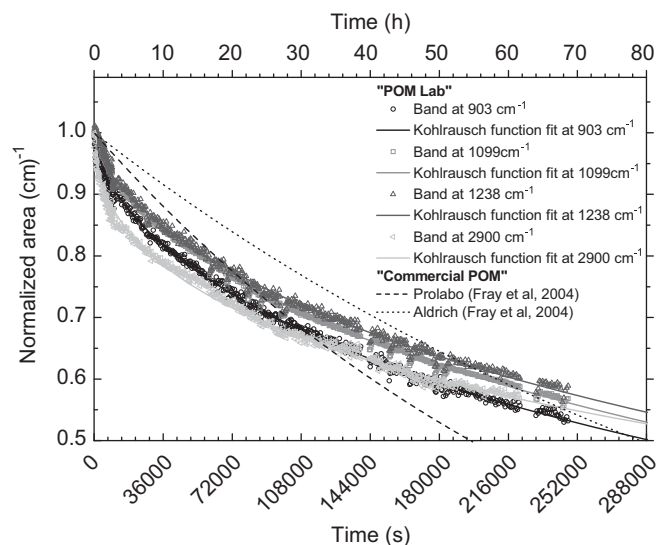 Time (h)
0 10 20 30 40 50 60 70 80
"POM Lab"
Band at 903 cm⁻¹
Kohlrausch function fit at 903 cm⁻¹
Band at 1099cm⁻¹
Kohlrausch function fit at 1099 cm⁻¹
Band at 1238 cm⁻¹
Kohlrausch function fit at 1238 cm⁻¹
Band at 2900 cm⁻¹
Kohlrausch function fit at 2900 cm⁻¹
"Commercial POM"
Prolabo (Fray et al, 2004)
Aldrich (Fray et al, 2004)
Normalized area (cm)⁻¹
1.0
0.9
0.8
0.7
0.6
0.5
0 36000 72000 108000 144000 180000 216000 252000 288000
Time (s)